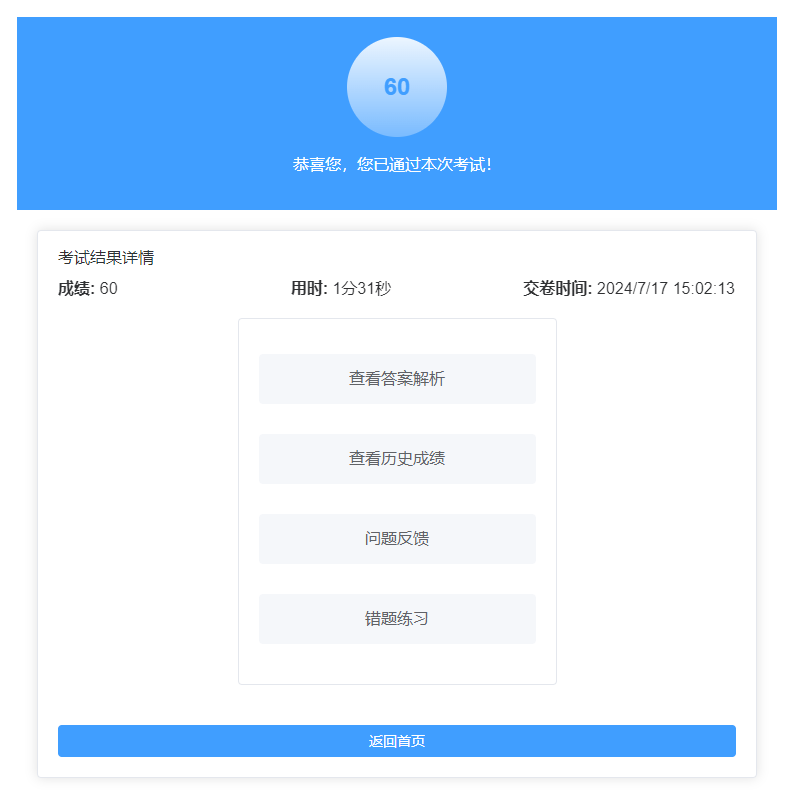 60
恭喜您，您已通过本次考试！
考试结果详情
成绩: 60 用时: 1分31秒 交卷时间: 2024/7/17 15:02:13
查看答案解析
查看历史成绩
问题反馈
错题练习
返回首页